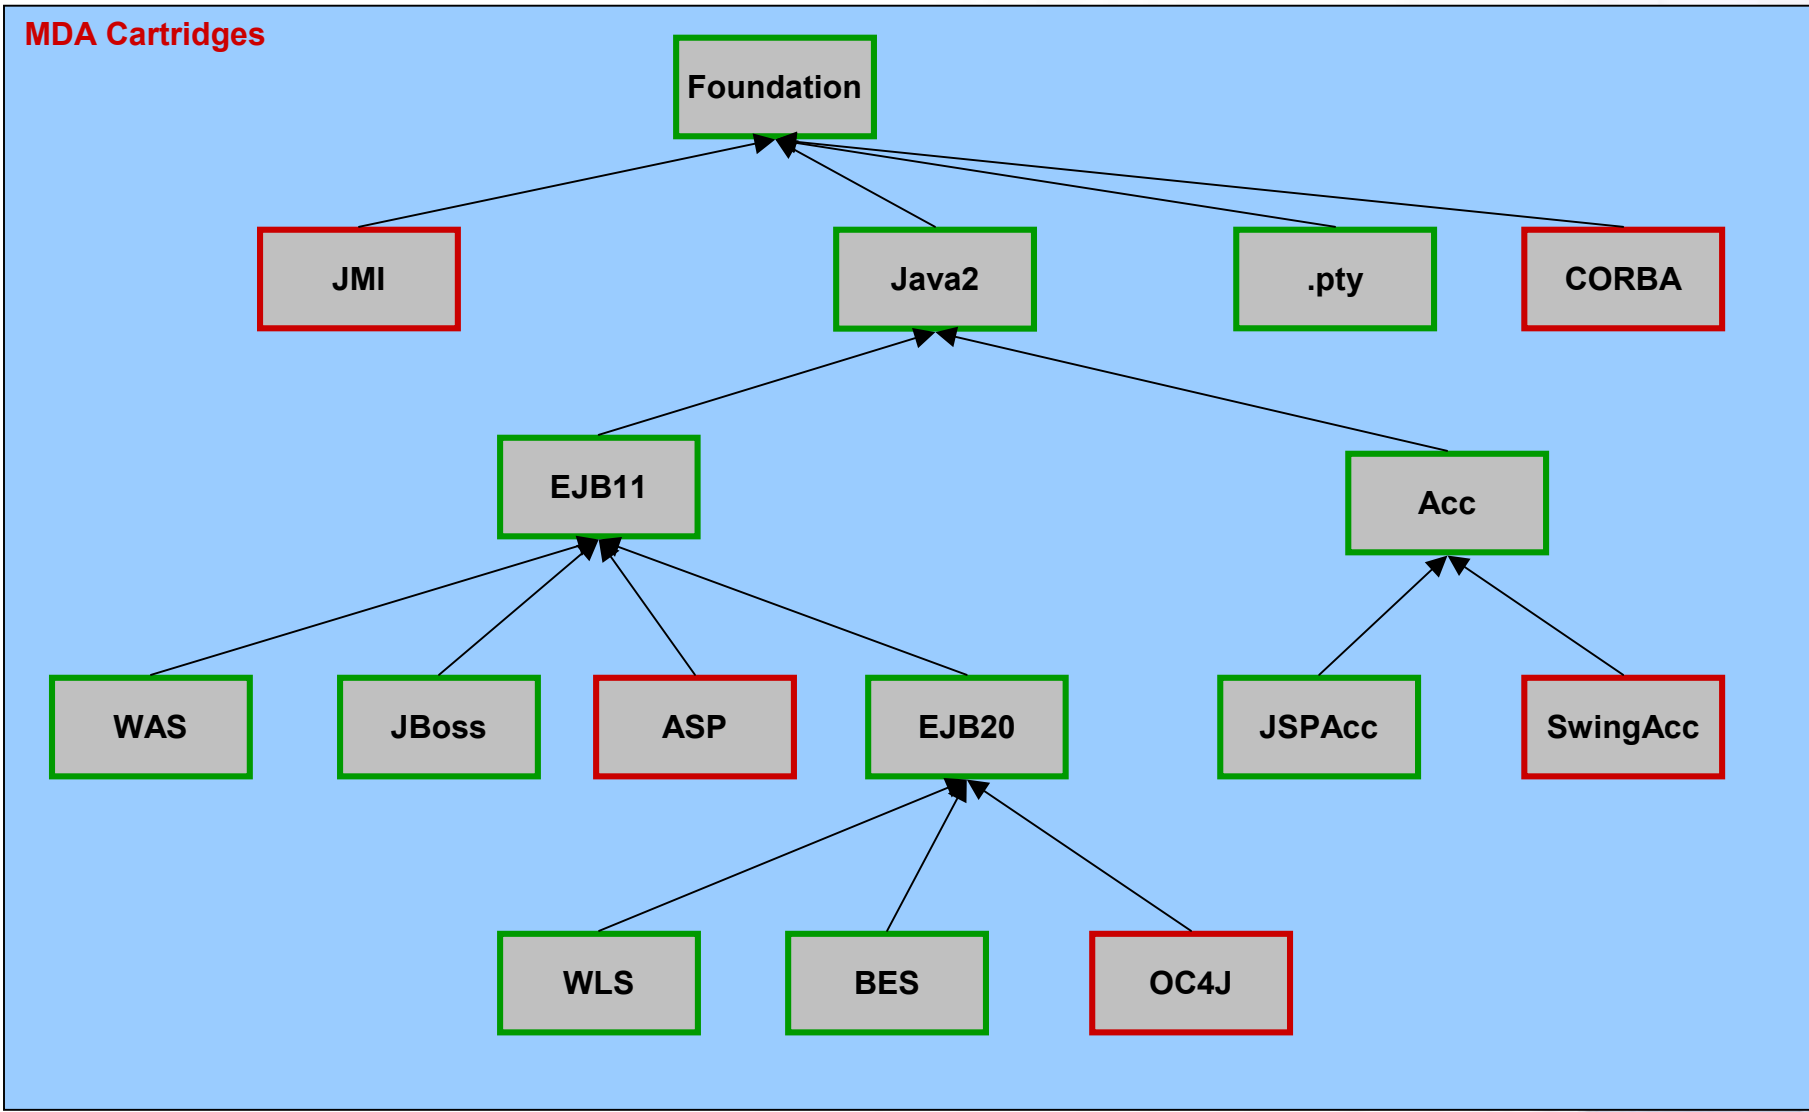 MDA Cartridges
Foundation
JMI
Java2
.pty
CORBA
EJB11
Acc
WAS
JBoss
ASP
EJB20
JSPAcc
SwingAcc
WLS
BES
OC4J